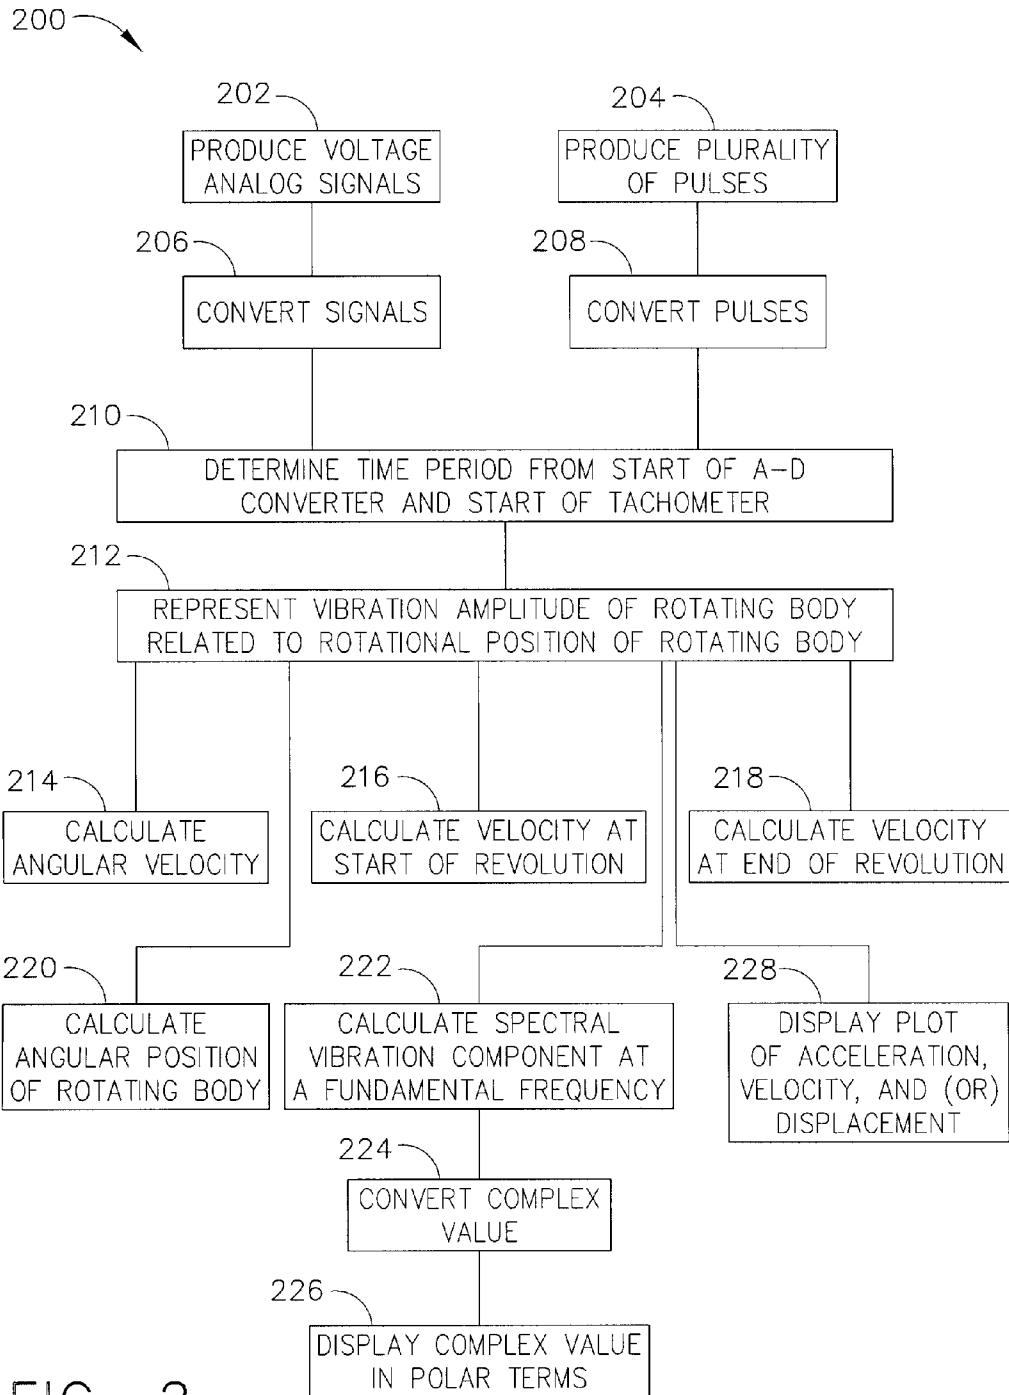 200
202
204
PRODUCE VOLTAGE
ANALOG SIGNALS
PRODUCE PLURALITY
OF PULSES
206
208
CONVERT SIGNALS
CONVERT PULSES
210
DETERMINE TIME PERIOD FROM START OF A-D
CONVERTER AND START OF TACHOMETER
212
REPRESENT VIBRATION AMPLITUDE OF ROTATING BODY
RELATED TO ROTATIONAL POSITION OF ROTATING BODY
214
216
218
CALCULATE
ANGULAR VELOCITY
CALCULATE VELOCITY AT
START OF REVOLUTION
CALCULATE VELOCITY
AT END OF REVOLUTION
220
222
228
CALCULATE
ANGULAR POSITION
OF ROTATING BODY
CALCULATE SPECTRAL
VIBRATION COMPONENT AT
A FUNDAMENTAL FREQUENCY
DISPLAY PLOT
OF ACCELERATION,
VELOCITY, AND (OR)
DISPLACEMENT
224
CONVERT COMPLEX
VALUE
226
DISPLAY COMPLEX VALUE
IN POLAR TERMS